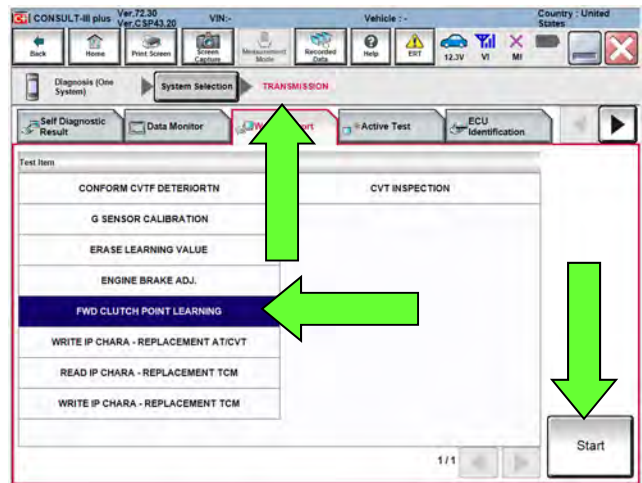 CONSULT-III plus
Ver.72.30
Ver.CSP43.20
VIN:-
Vehicle : -
Country : United
States
Back
Home
Print Screen
Screen
Capture
Measurement
Mode
Recorded
Data
Help
ERT
12.3V
VI
MI
Diagnosis (One
System)
System Selection
TRANSMISSION
Self Diagnostic
Result
Data Monitor
Active Test
ECU
Identification
Test Item
CONFORM CVTF DETERIORTN
CVT INSPECTION
G SENSOR CALIBRATION
ERASE LEARNING VALUE
ENGINE BRAKE ADJ.
FWD CLUTCH POINT LEARNING
WRITE IP CHARA - REPLACEMENT AT/CVT
READ IP CHARA - REPLACEMENT TCM
WRITE IP CHARA - REPLACEMENT TCM
1/1
Start